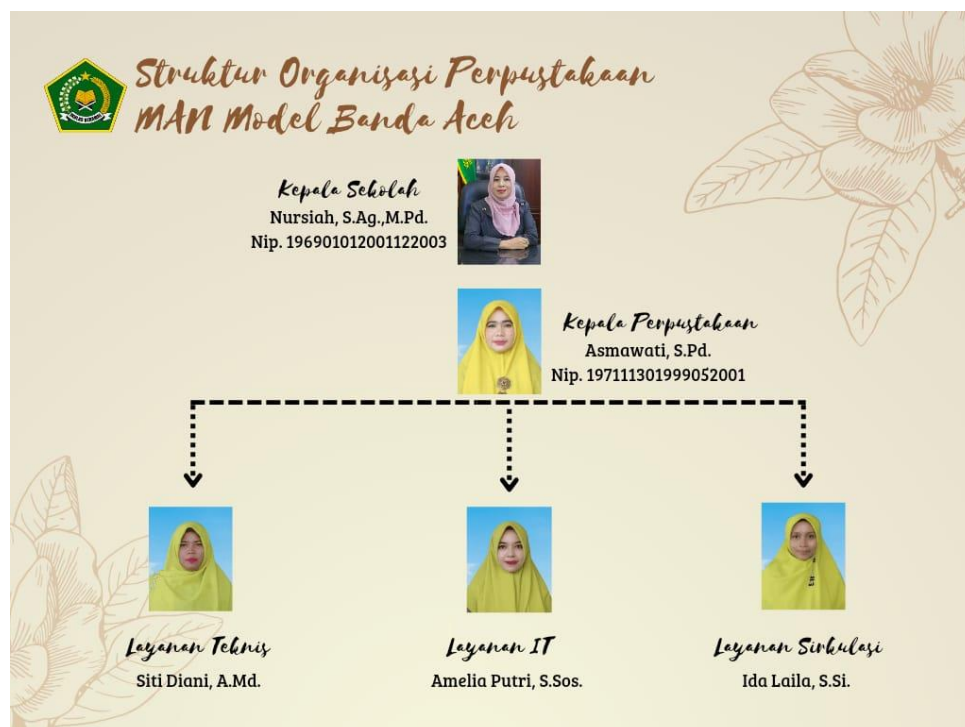 Struktur Organisasi Perpustakaan
MAN Model Banda Aceh
Kepala Sekolah
Nursiah, S.Ag.,M.Pd.
Nip. 196901012001122003
Kepala Perpustakaan
Asmawati, S.Pd.
Nip. 197111301999052001
Layanan Teknis
Siti Diani, A.Md.
Layanan IT
Amelia Putri, S.Sos.
Layanan Sirkulasi
Ida Laila, S.Si.